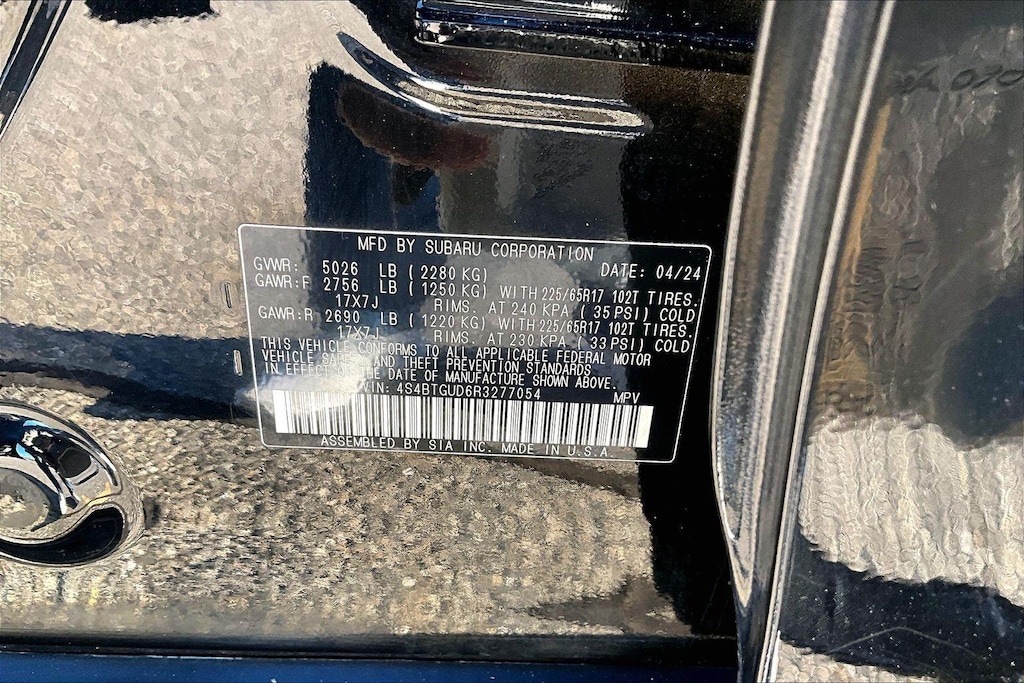 MFD BY SUBARU CORPORATION
GVWR: 5026 LB (2280 KG) DATE: 04/24
GAWR:F 2756 LB (1250 KG) WITH 225/65R17 102T TIRES.
17X7J RIMS. AT 240 KPA (35 PSI) COLD
GAWR:R 2690 LB (1220 KG) WITH 225/65R17 102T TIRES.
17X7J RIMS. AT 230 KPA (33 PSI) COLD
THIS VEHICLE CONFORMS TO ALL APPLICABLE FEDERAL MOTOR
VEHICLE SAFETY AND THEFT PREVENTION STANDARDS
IN EFFECT ON THE DATE OF MANUFACTURE SHOWN ABOVE.
VIN: 4S4BTGUD6R3277054 MPV
ASSEMBLED BY SIA INC. MADE IN U.S.A.